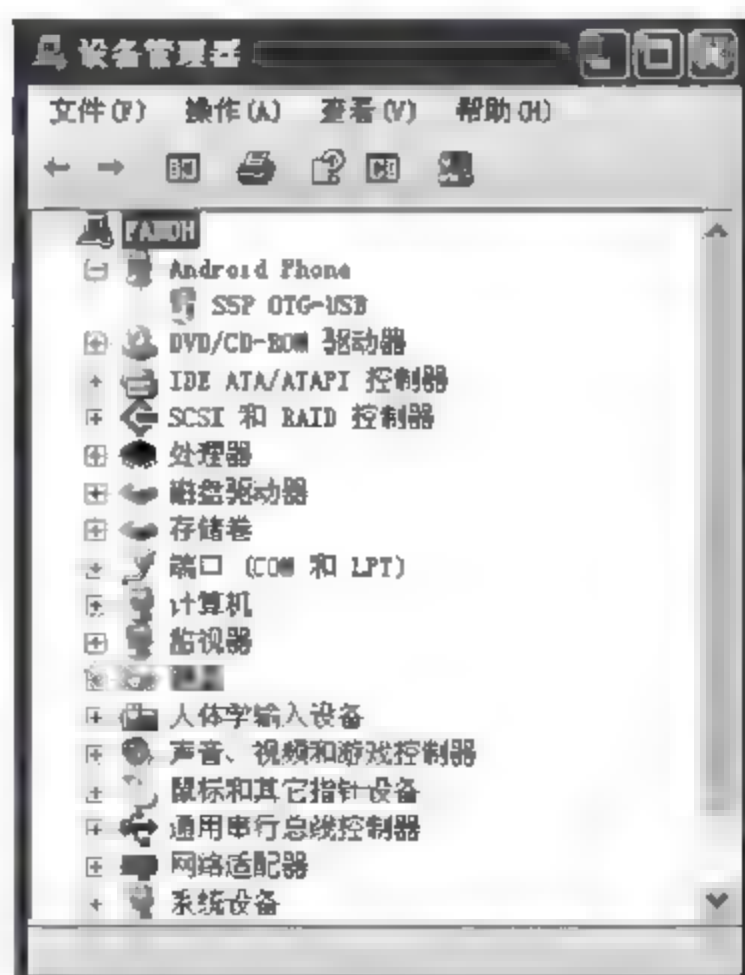 设备管理器
文件(F) 操作(A) 查看(V) 帮助(H)
Android Phone
SSP OTG-USB
DVD/CD-ROM 驱动器
IDE ATA/ATAPI 控制器
SCSI 和 RAID 控制器
处理器
磁盘驱动器
存储卷
端口 (COM 和 LPT)
计算机
监视器
人体学输入设备
声音、视频和游戏控制器
鼠标和其它指针设备
通用串行总线控制器
网络适配器
系统设备